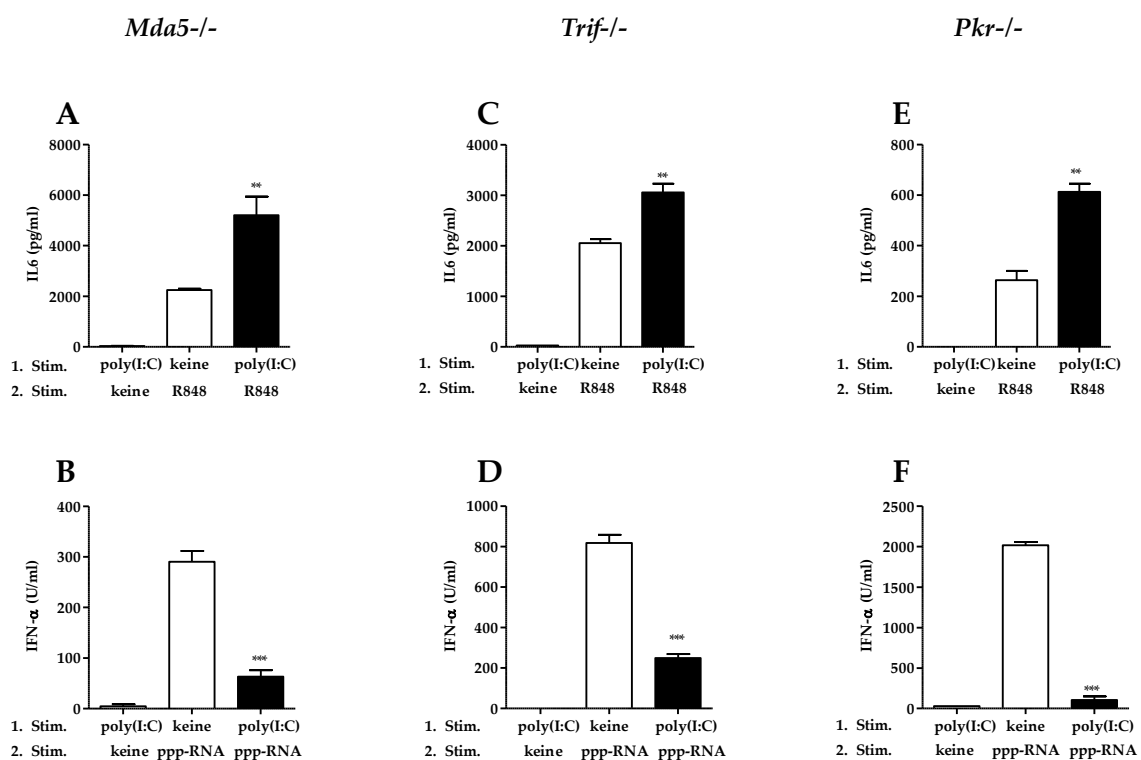 Mda5-/-
Trif-/-
Pkr-/-
A
8000
6000
4000
2000
0
IL6 (pg/ml)
**
1. Stim. poly(I:C) keine poly(I:C)
2. Stim. keine R848 R848
C
4000
3000
2000
1000
0
IL6 (pg/ml)
**
poly(I:C) keine poly(I:C)
keine R848 R848
E
800
600
400
200
0
IL6 (pg/ml)
**
1. Stim. poly(I:C) keine poly(I:C)
2. Stim. keine R848 R848
B
400
300
200
100
0
IFN-α (U/ml)
***
1. Stim. poly(I:C) keine poly(I:C)
2. Stim. keine ppp-RNA ppp-RNA
D
1000
800
600
400
200
0
IFN-α (U/ml)
***
1. Stim. poly(I:C) keine poly(I:C)
2. Stim. keine ppp-RNA ppp-RNA
F
2500
2000
1500
1000
500
0
IFN-α (U/ml)
***
1. Stim. poly(I:C) keine poly(I:C)
2. Stim. keine ppp-RNA ppp-RNA